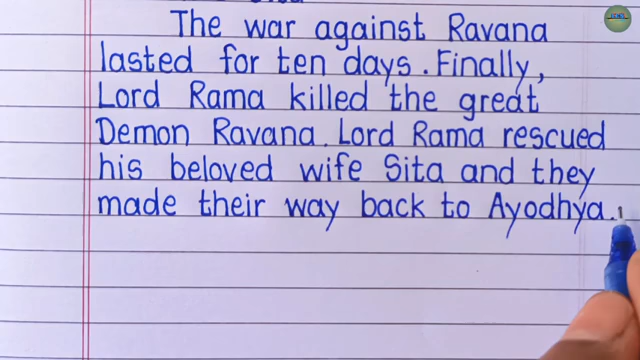 The war against Ravana
lasted for ten days. Finally,
Lord Rama killed the great
Demon Ravana. Lord Rama rescued
his beloved wife Sita and they
made their way back to Ayodhya.